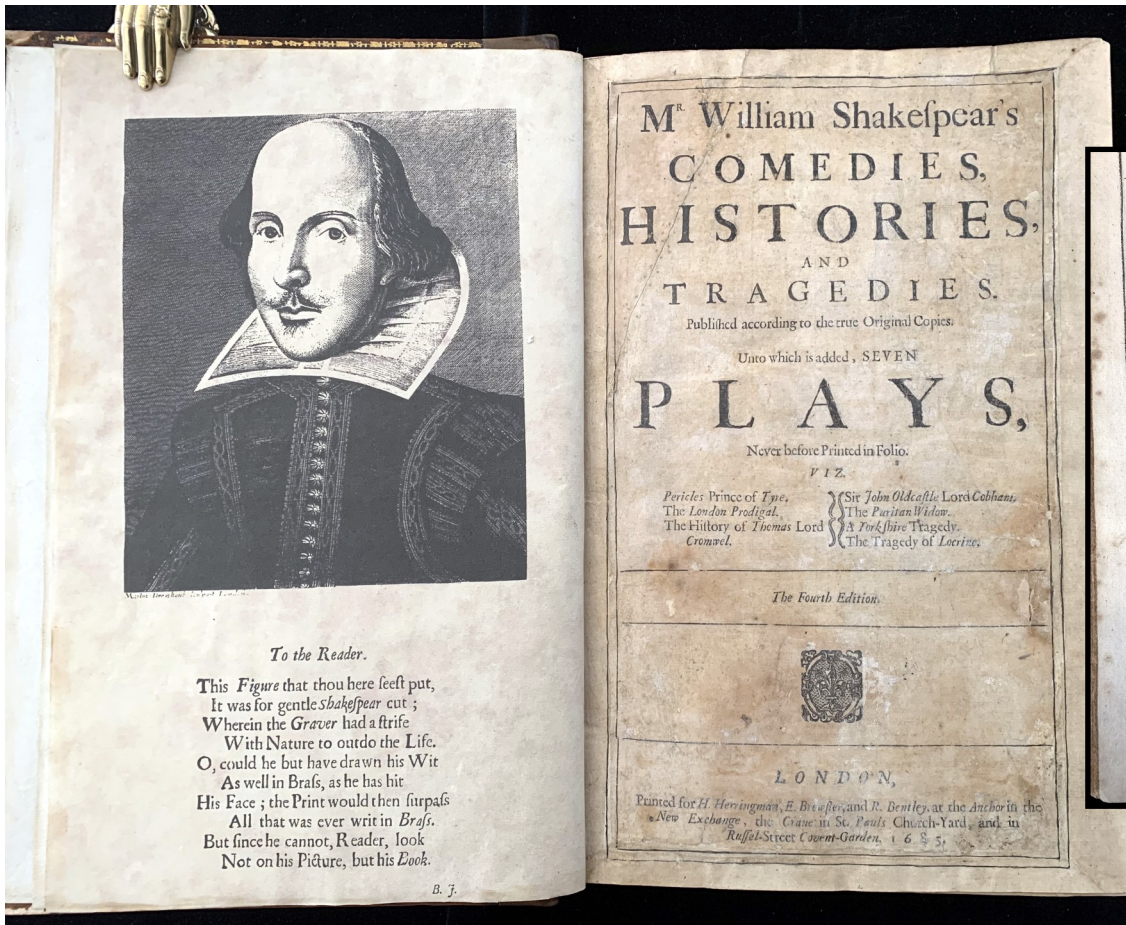 Martin Droeshout sculpsit London.
To the Reader.
This Figure that thou here ſeeſt put,
It was for gentle Shakeſpear cut ;
Wherein the Graver had a ſtrife
With Nature to outdo the Life.
O, could he but have drawn his Wit
As well in Braſs, as he has hit
His Face ; the Print would then ſurpaſs
All that was ever writ in Braſs.
But ſince he cannot, Reader, look
Not on his Picture, but his Book.
B. J.
Mr. William Shakeſpear's
COMEDIES,
HISTORIES,
AND
TRAGEDIES.
Publiſhed according to the true Original Copies.
Unto which is added, SEVEN
PLAYS,
Never before Printed in Folio.
VIZ.
Pericles Prince of Tyre.
The London Prodigal.
The Hiſtory of Thomas Lord
Cromwel.
Sir John Oldcaſtle Lord Cobham.
The Puritan Widow.
A Yorkſhire Tragedy.
The Tragedy of Locrine.
The Fourth Edition.
LONDON,
Printed for H. Herringman, E. Brewſter, and R. Bentley, at the Anchor in the
New Exchange, the Crane in St. Pauls Church-Yard, and in
Ruſſel-Street Covent-Garden. 1685.